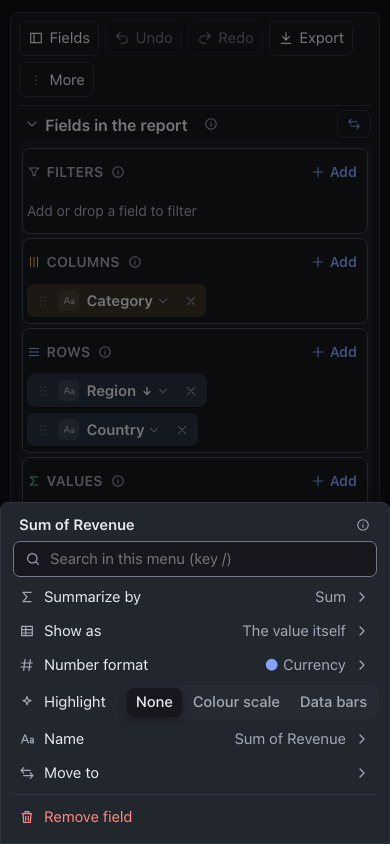 Fields Undo Redo Export
More
Fields in the report
FILTERS Add
Add or drop a field to filter
COLUMNS Add
Aa Category
ROWS Add
Aa Region
Aa Country
VALUES Add
Sum of Revenue
Search in this menu (key /)
Summarize by Sum
Show as The value itself
Number format Currency
Highlight None Colour scale Data bars
Aa Name Sum of Revenue
Move to
Remove field